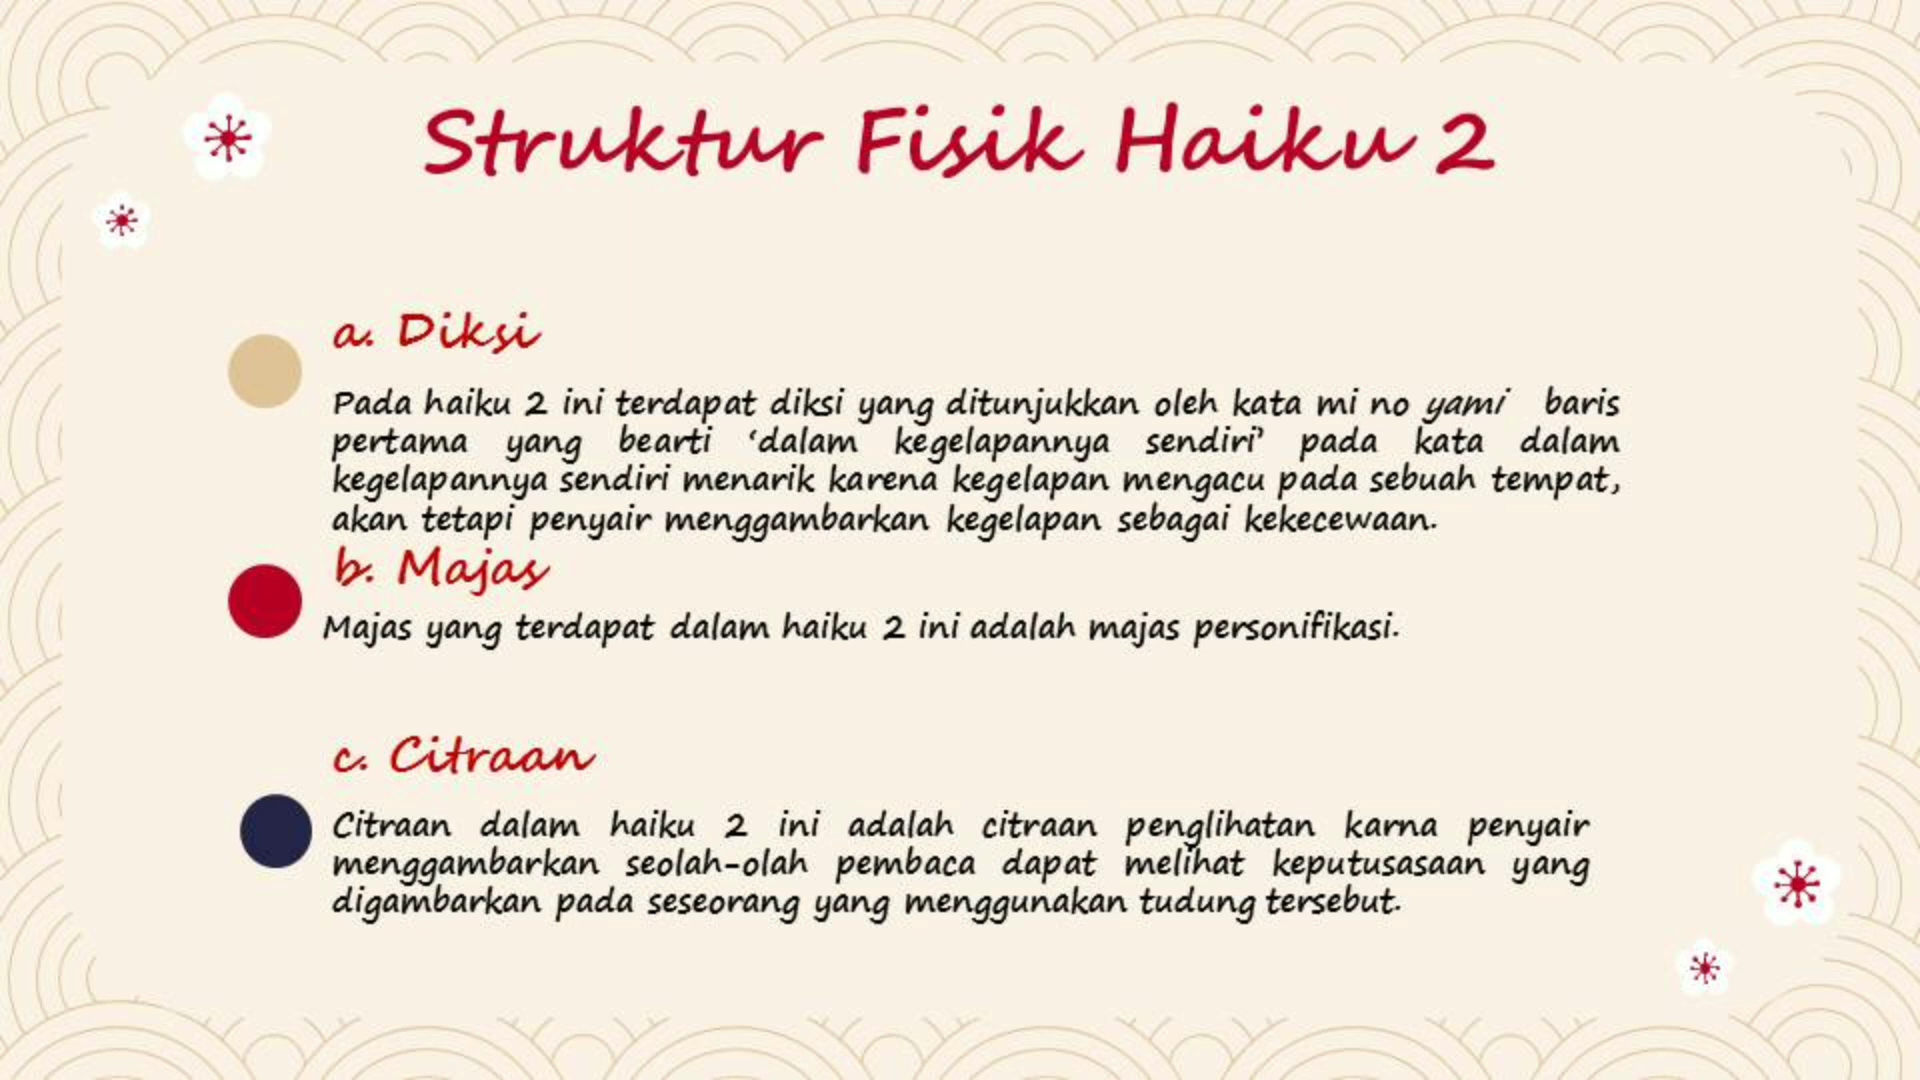 Struktur Fisik Haiku 2
a. Diksi
Pada haiku 2 ini terdapat diksi yang ditunjukkan oleh kata mi no yami baris
pertama yang bearti ‘dalam kegelapannya sendiri’ pada kata dalam
kegelapannya sendiri menarik karena kegelapan mengacu pada sebuah tempat,
akan tetapi penyair menggambarkan kegelapan sebagai kekecewaan.
b. Majas
Majas yang terdapat dalam haiku 2 ini adalah majas personifikasi.
c. Citraan
Citraan dalam haiku 2 ini adalah citraan penglihatan karna penyair
menggambarkan seolah-olah pembaca dapat melihat keputusasaan yang
digambarkan pada seseorang yang menggunakan tudung tersebut.